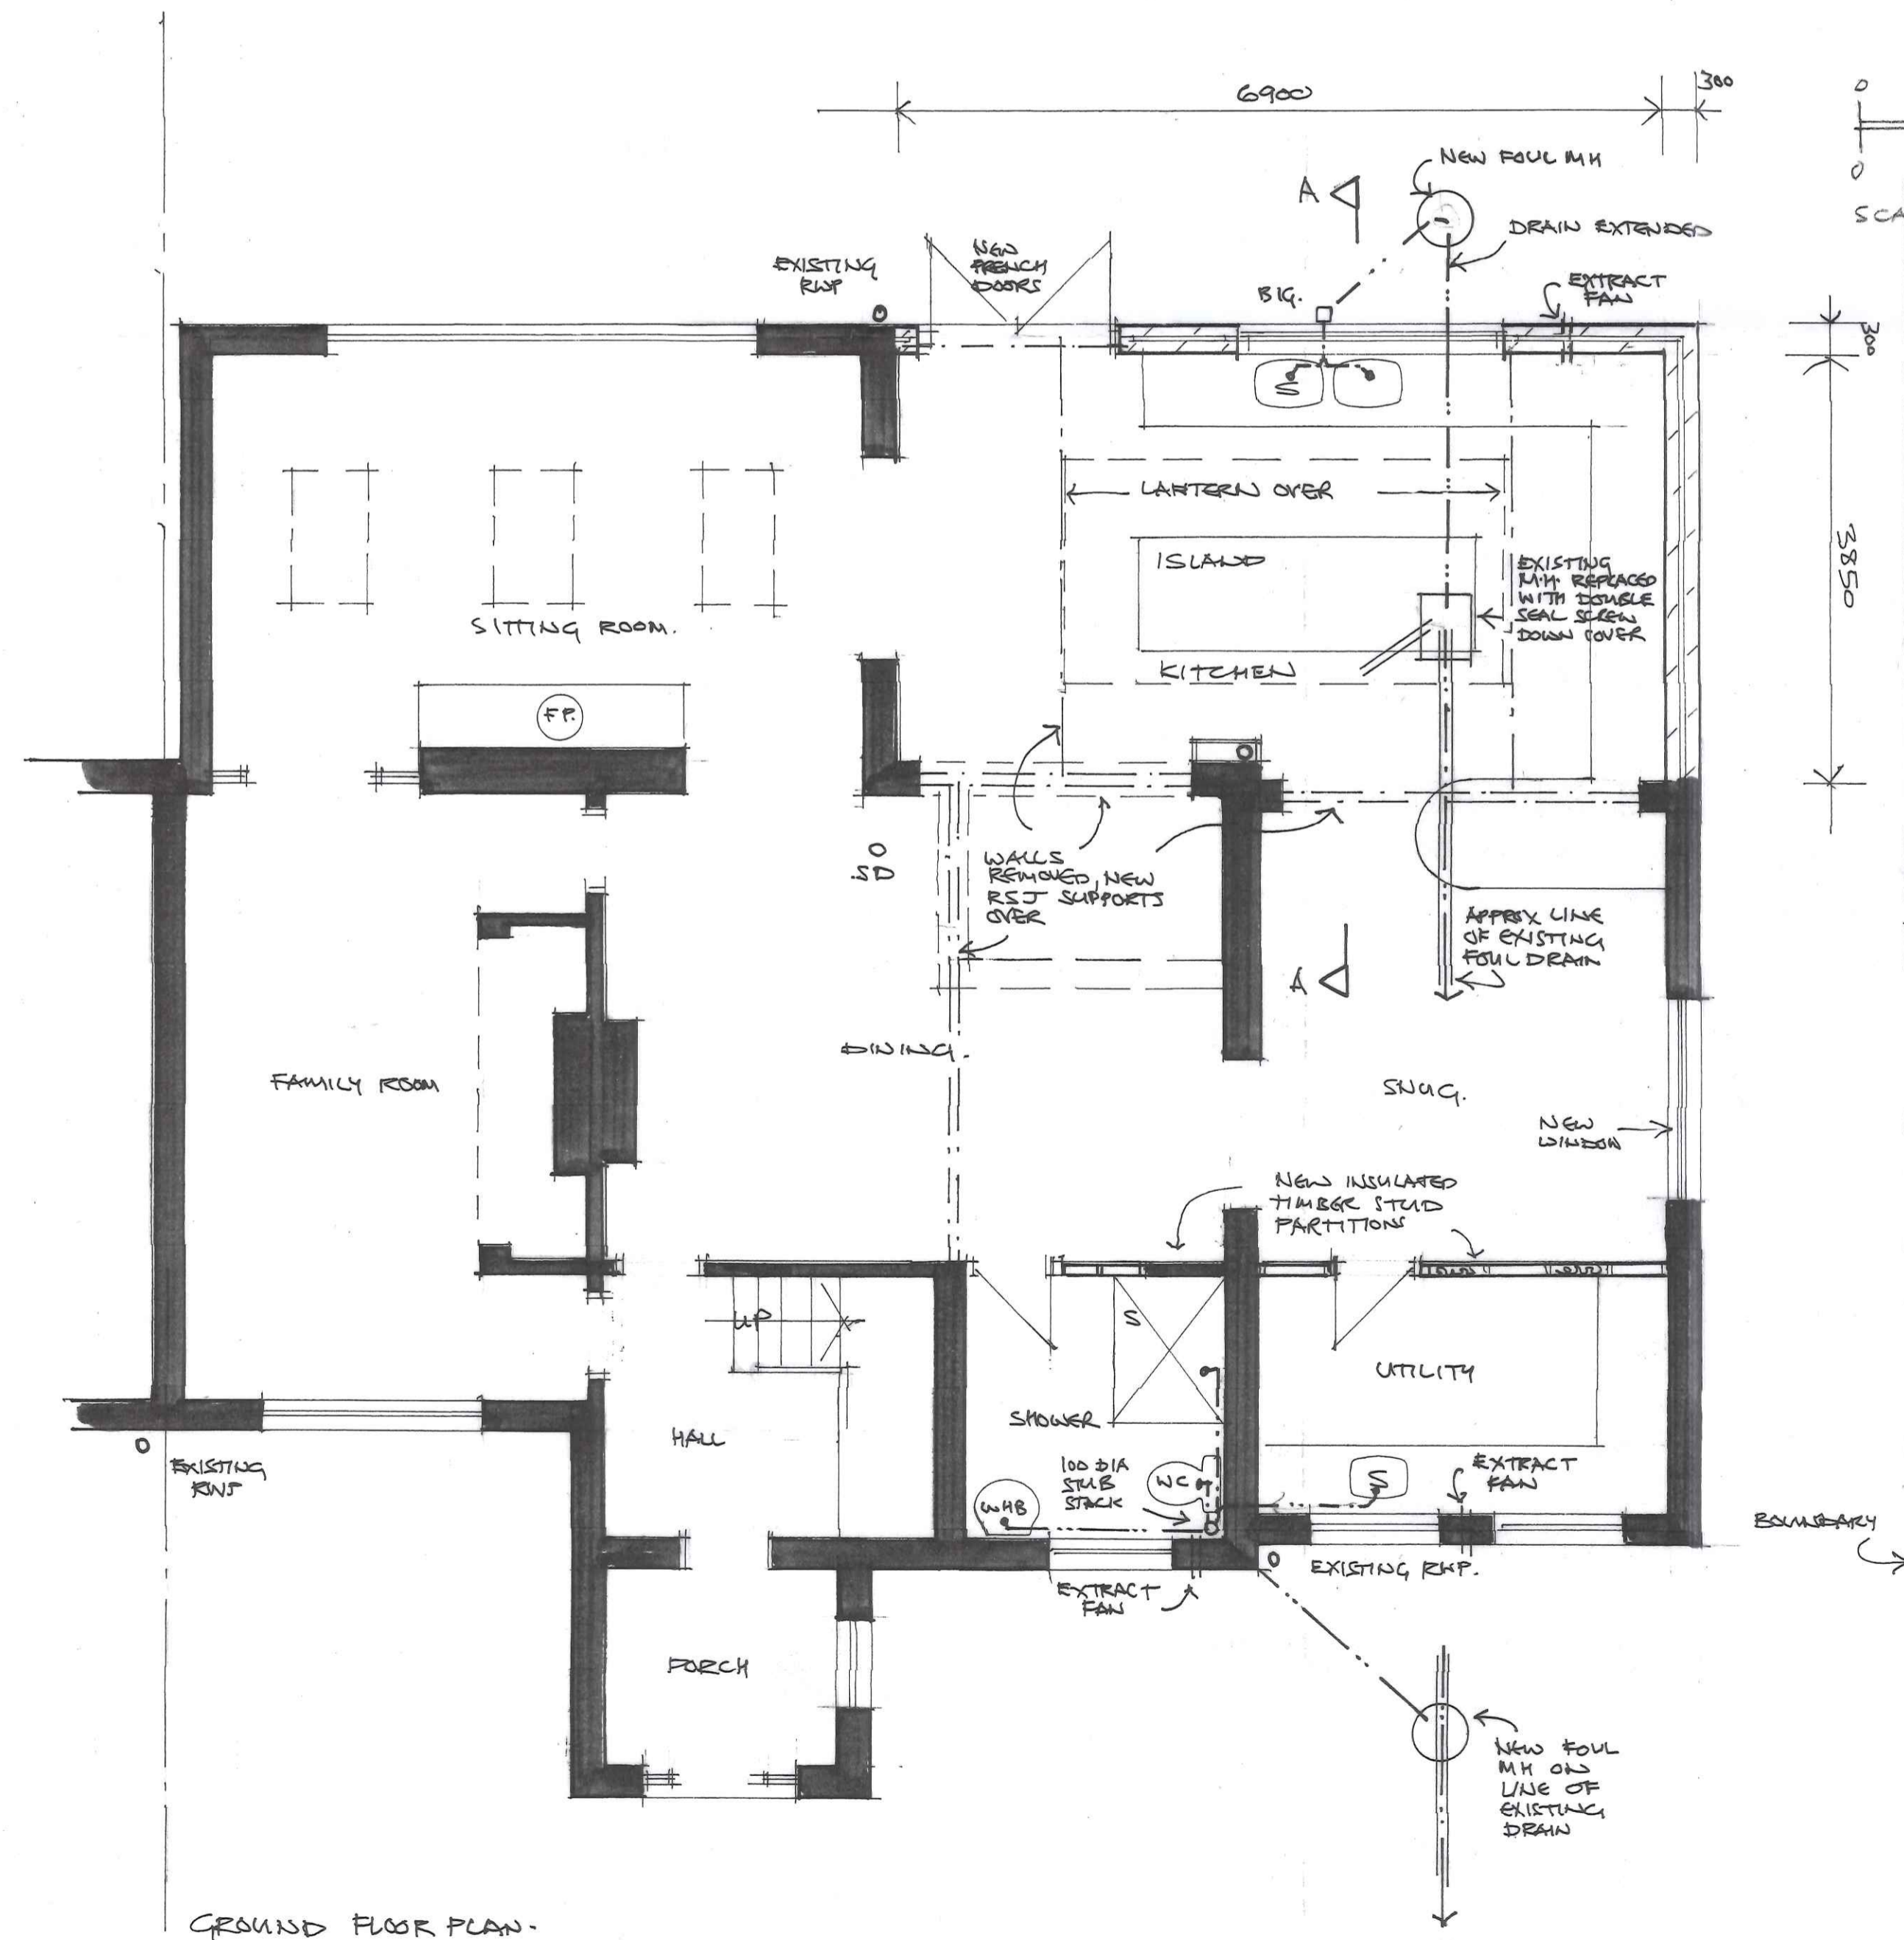 6900
300
O
O
SCA
NEW FOUL MH
A
DRAIN EXTENDED
EXISTING
RWP
NEW
FRENCH
DOORS
BIG.
EXTRACT
FAN
300
S
LANTERN OVER
ISLAND
EXISTING
M.H. REPLACED
WITH DOUBLE
SEAL SCREW
DOWN COVER
3850
SITTING ROOM.
KITCHEN
FP.
SD
WALLS
REMOVED, NEW
RSJ SUPPORTS
OVER
APPROX LINE
OF EXISTING
FOUL DRAIN
A
DINING.
FAMILY ROOM
SNUG.
NEW
WINDOW
NEW INSULATED
TIMBER STUD
PARTITIONS
UP
S
UTILITY
SHOWER
HALL
EXISTING
RWP
100 DIA
STUB
STACK
WC
WHB
S
EXTRACT
FAN
BOUNDARY
EXISTING RWP.
EXTRACT
FAN
PORCH
NEW FOUL
MH ON
LINE OF
EXISTING
DRAIN
GROUND FLOOR PLAN.